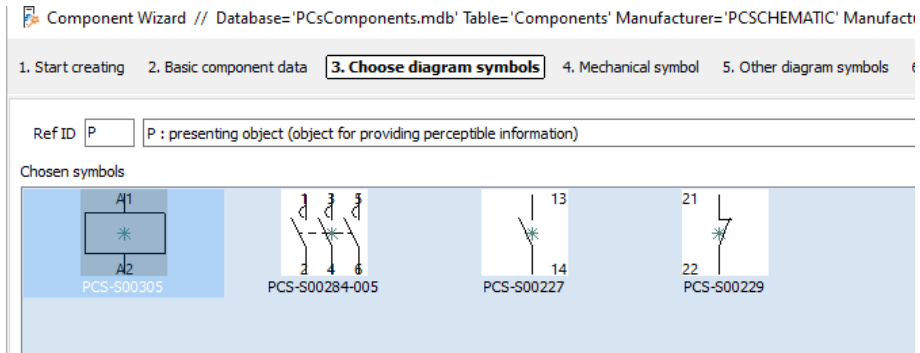 Component Wizard // Database='PCsComponents.mdb' Table='Components' Manufacturer='PCSCHEMATIC'
1. Start creating 2. Basic component data 3. Choose diagram symbols 4. Mechanical symbol 5. Other diagram symbols
Ref ID P P : presenting object (object for providing perceptible information)
Chosen symbols
A1 1 3 5 13 21
A2 2 4 6 14 22
PCS-S00305 PCS-S00284-005 PCS-S00227 PCS-S00229